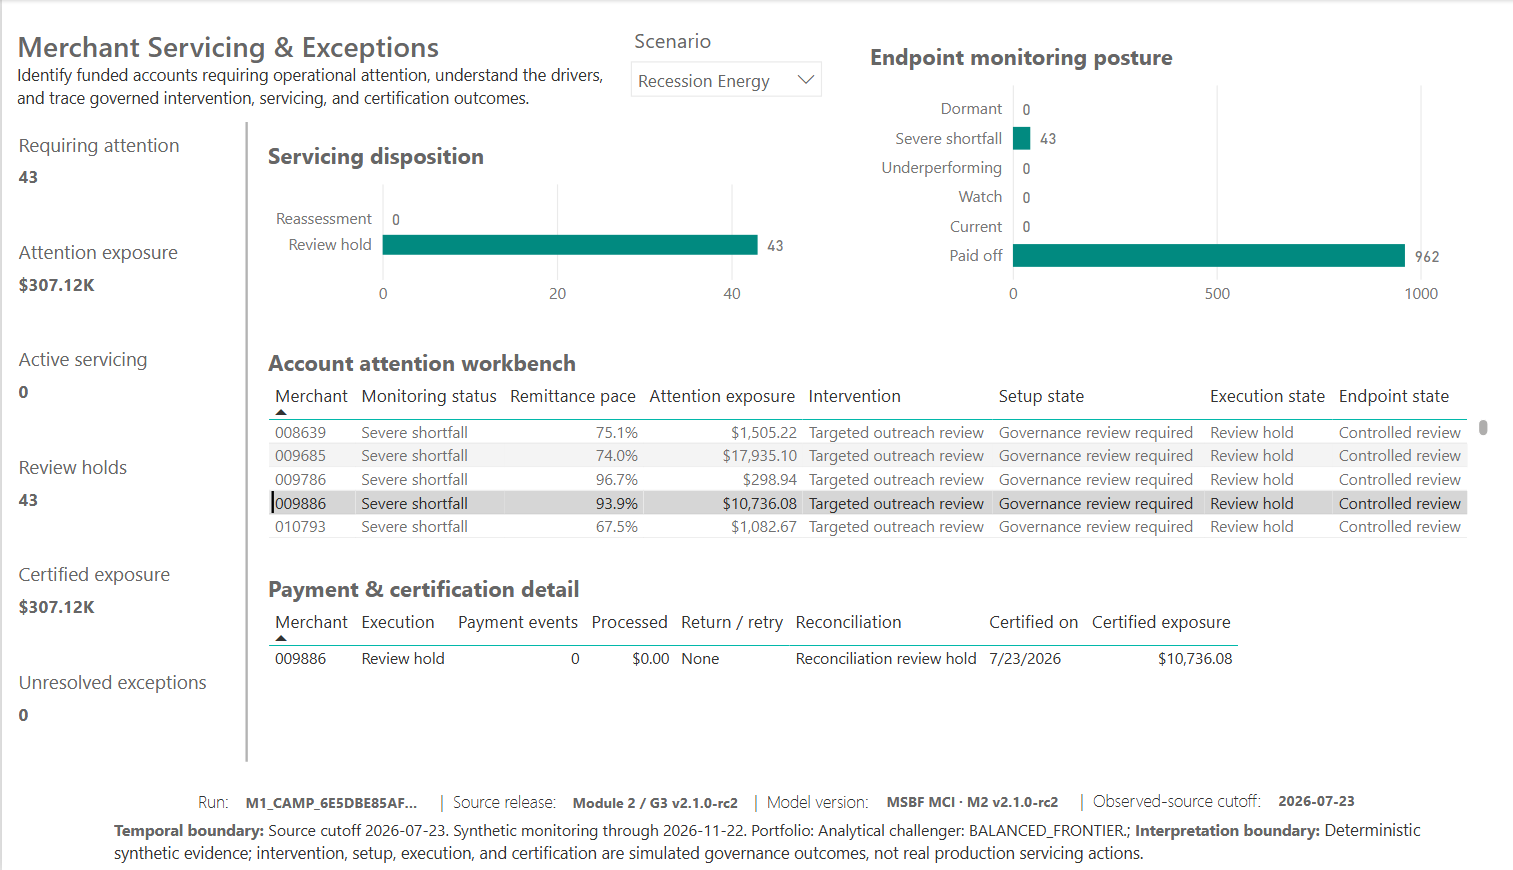 Merchant Servicing & Exceptions
Identify funded accounts requiring operational attention, understand the drivers,
and trace governed intervention, servicing, and certification outcomes.
Scenario
Recession Energy
Requiring attention
43
Attention exposure
$307.12K
Active servicing
0
Review holds
43
Certified exposure
$307.12K
Unresolved exceptions
0
Servicing disposition
Reassessment 0
Review hold 43
0 20 40
Endpoint monitoring posture
Dormant 0
Severe shortfall 43
Underperforming 0
Watch 0
Current 0
Paid off 962
0 500 1000
Account attention workbench
Merchant Monitoring status Remittance pace Attention exposure Intervention Setup state Execution state Endpoint state
008639 Severe shortfall 75.1% $1,505.22 Targeted outreach review Governance review required Review hold Controlled review
009685 Severe shortfall 74.0% $17,935.10 Targeted outreach review Governance review required Review hold Controlled review
009786 Severe shortfall 96.7% $298.94 Targeted outreach review Governance review required Review hold Controlled review
009886 Severe shortfall 93.9% $10,736.08 Targeted outreach review Governance review required Review hold Controlled review
010793 Severe shortfall 67.5% $1,082.67 Targeted outreach review Governance review required Review hold Controlled review
Payment & certification detail
Merchant Execution Payment events Processed Return / retry Reconciliation Certified on Certified exposure
009886 Review hold 0 $0.00 None Reconciliation review hold 7/23/2026 $10,736.08
Run: M1_CAMP_6E5DBE85AF... | Source release: Module 2 / G3 v2.1.0-rc2 | Model version: MSBF MCI · M2 v2.1.0-rc2 | Observed-source cutoff: 2026-07-23
Temporal boundary: Source cutoff 2026-07-23. Synthetic monitoring through 2026-11-22. Portfolio: Analytical challenger: BALANCED_FRONTIER.; Interpretation boundary: Deterministic
synthetic evidence; intervention, setup, execution, and certification are simulated governance outcomes, not real production servicing actions.